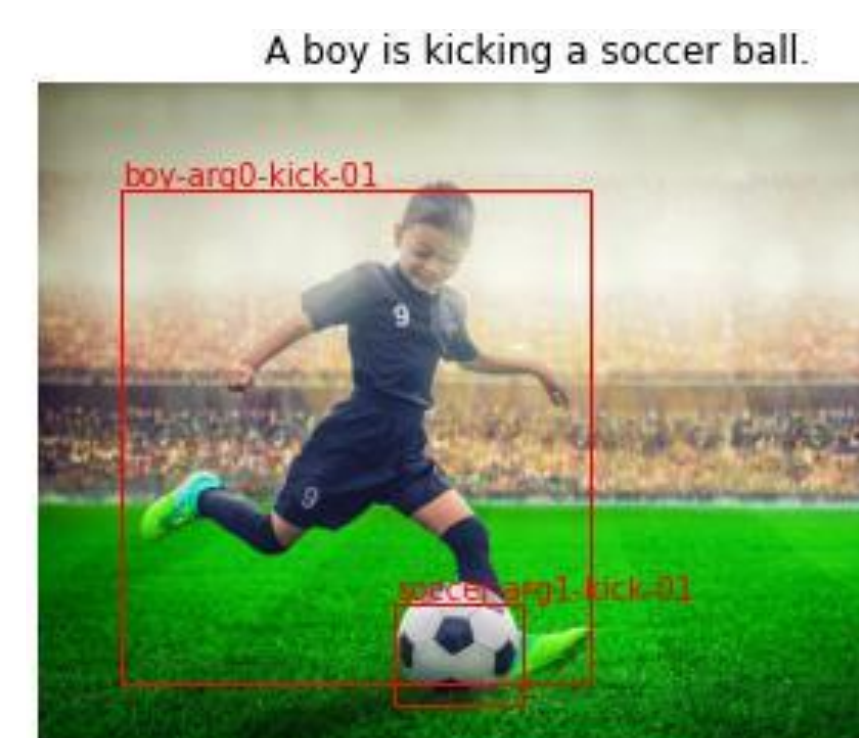 A boy is kicking a soccer ball.
boy-arg0-kick-01
9
9
soccer-arg1-kick-01